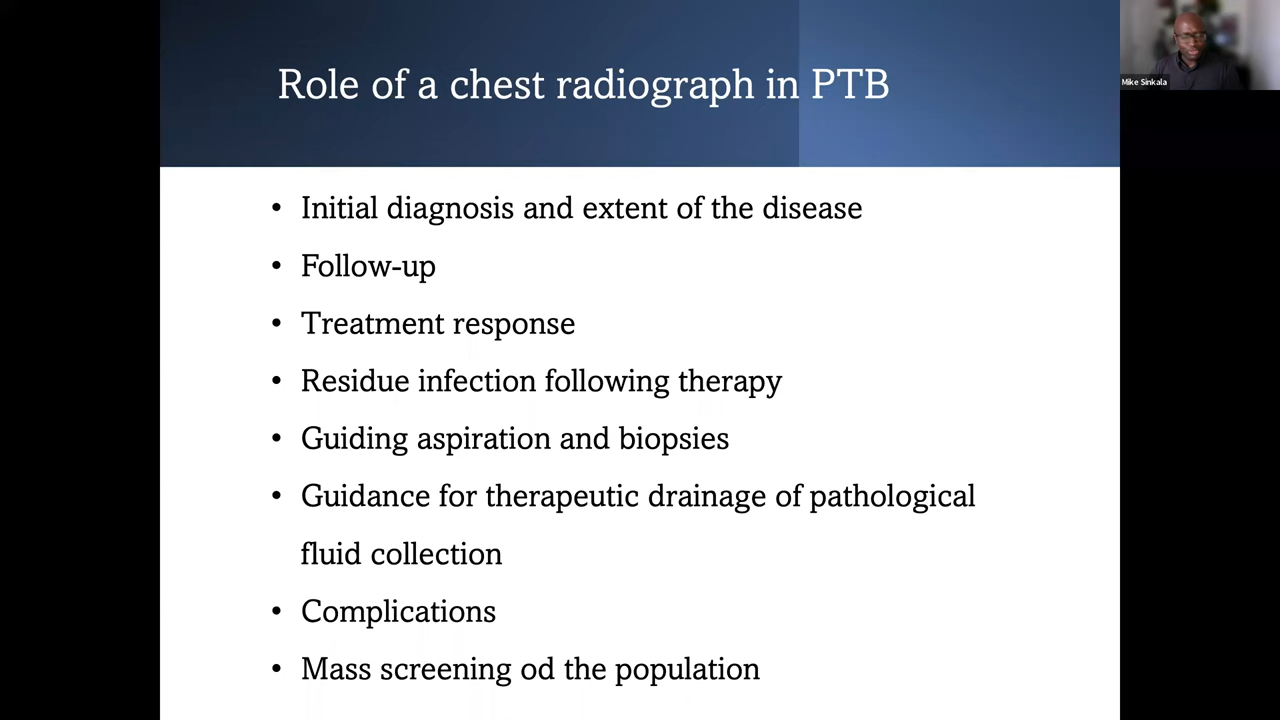 Role of a chest radiograph in PTB
Mike Sinkala
• Initial diagnosis and extent of the disease
• Follow-up
• Treatment response
• Residue infection following therapy
• Guiding aspiration and biopsies
• Guidance for therapeutic drainage of pathological
fluid collection
• Complications
• Mass screening od the population